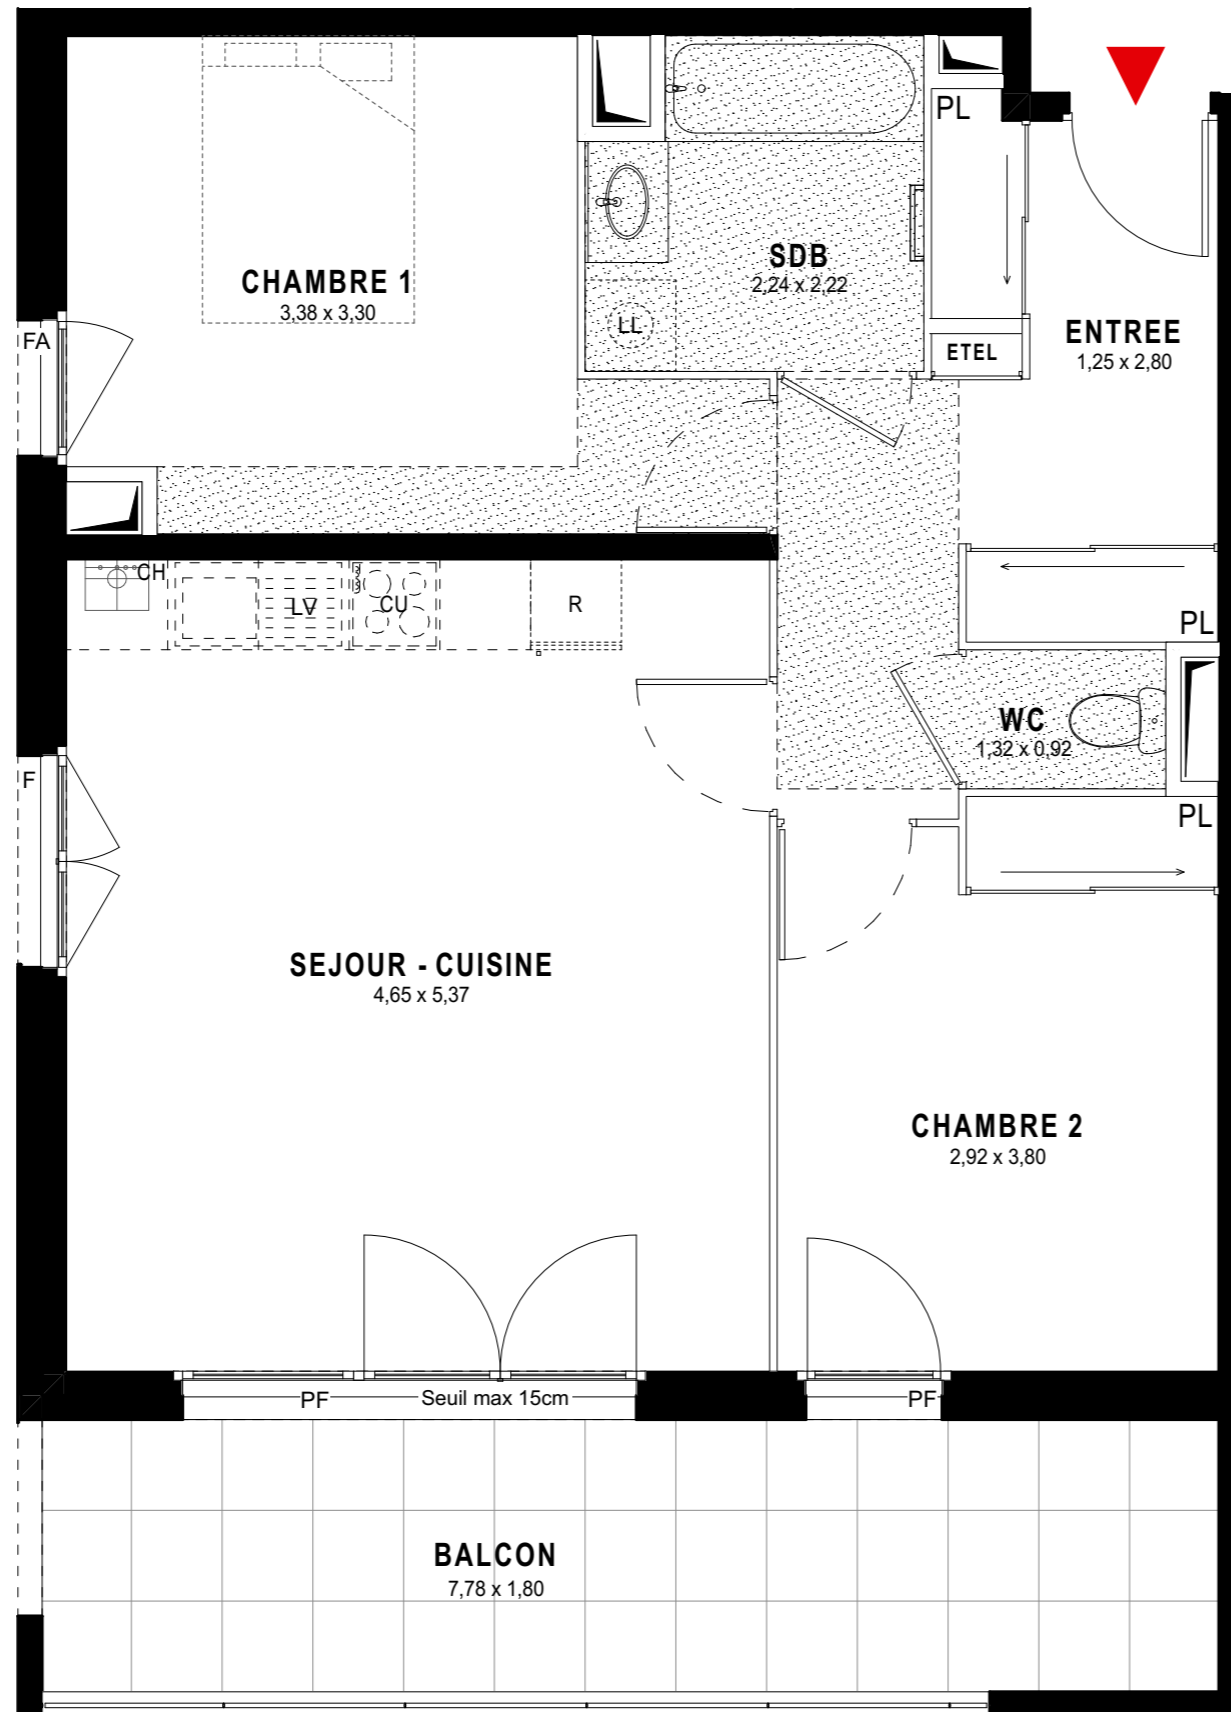 PL
SDB
2,24 x 2,22
CHAMBRE 1
3,38 x 3,30
LL
ENTREE
1,25 x 2,80
FA
ETEL
CH
LV
CU
R
PL
WC
1,32 x 0,92
F
PL
SEJOUR - CUISINE
4,65 x 5,37
CHAMBRE 2
2,92 x 3,80
PF
Seuil max 15cm
PF
BALCON
7,78 x 1,80